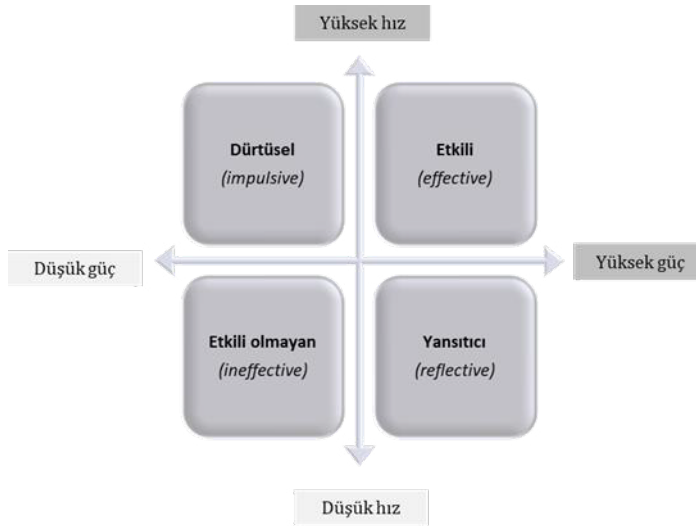 Yüksek hız
Dürtüsel
(impulsive)
Etkili
(effective)
Düşük güç
Yüksek güç
Etkili olmayan
(ineffective)
Yansıtıcı
(reflective)
Düşük hız